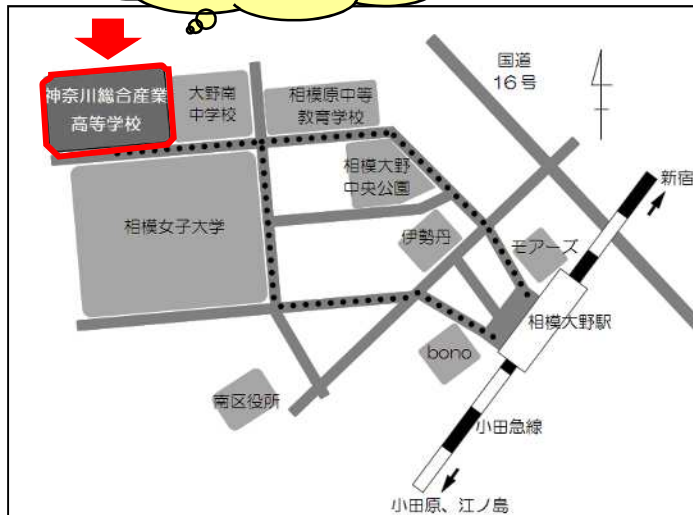 国道
16号
神奈川総合産業
高等学校
大野南
中学校
相模原中等
教育学校
新宿
相模大野
中央公園
相模女子大学
伊勢丹
モアーズ
相模大野駅
bono
南区役所
小田急線
小田原、江ノ島